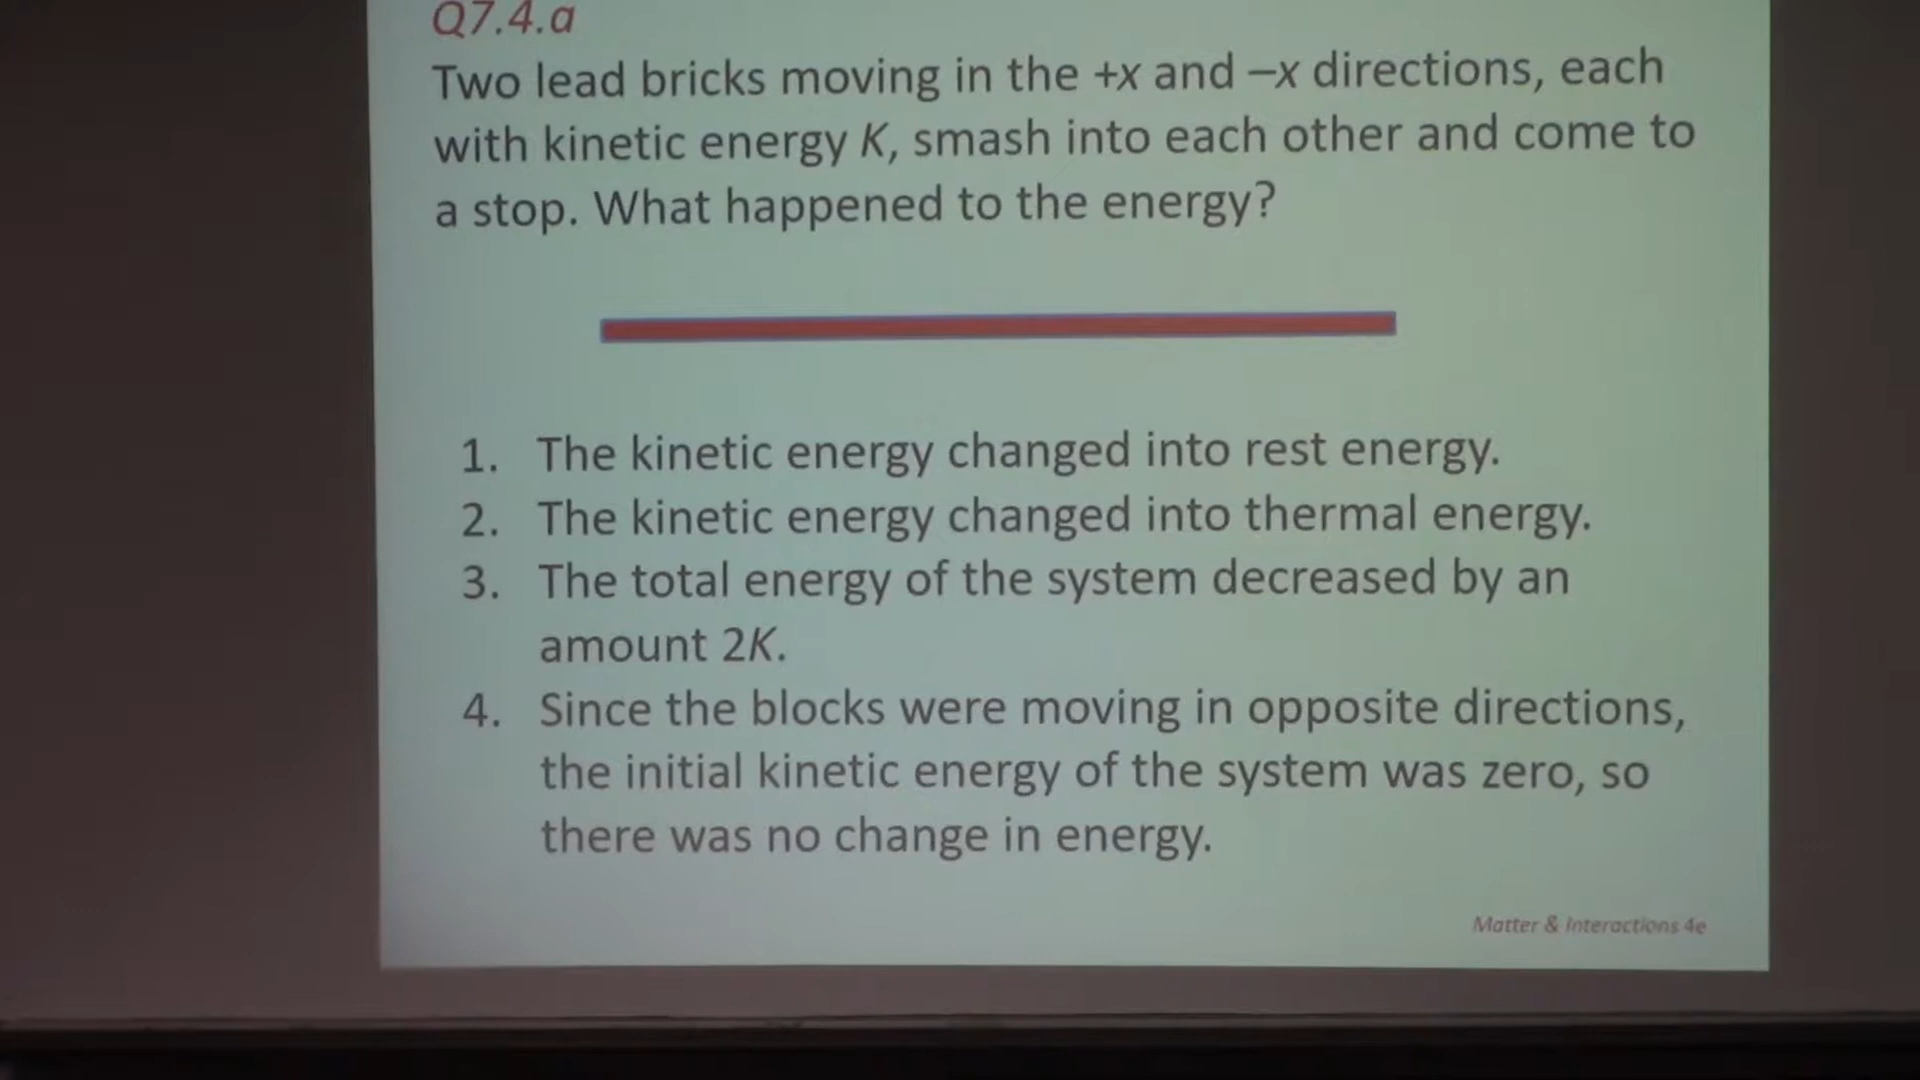 Q7.4.a
Two lead bricks moving in the +x and –x directions, each
with kinetic energy K, smash into each other and come to
a stop. What happened to the energy?
1. The kinetic energy changed into rest energy.
2. The kinetic energy changed into thermal energy.
3. The total energy of the system decreased by an
amount 2K.
4. Since the blocks were moving in opposite directions,
the initial kinetic energy of the system was zero, so
there was no change in energy.
Matter & Interactions 4e